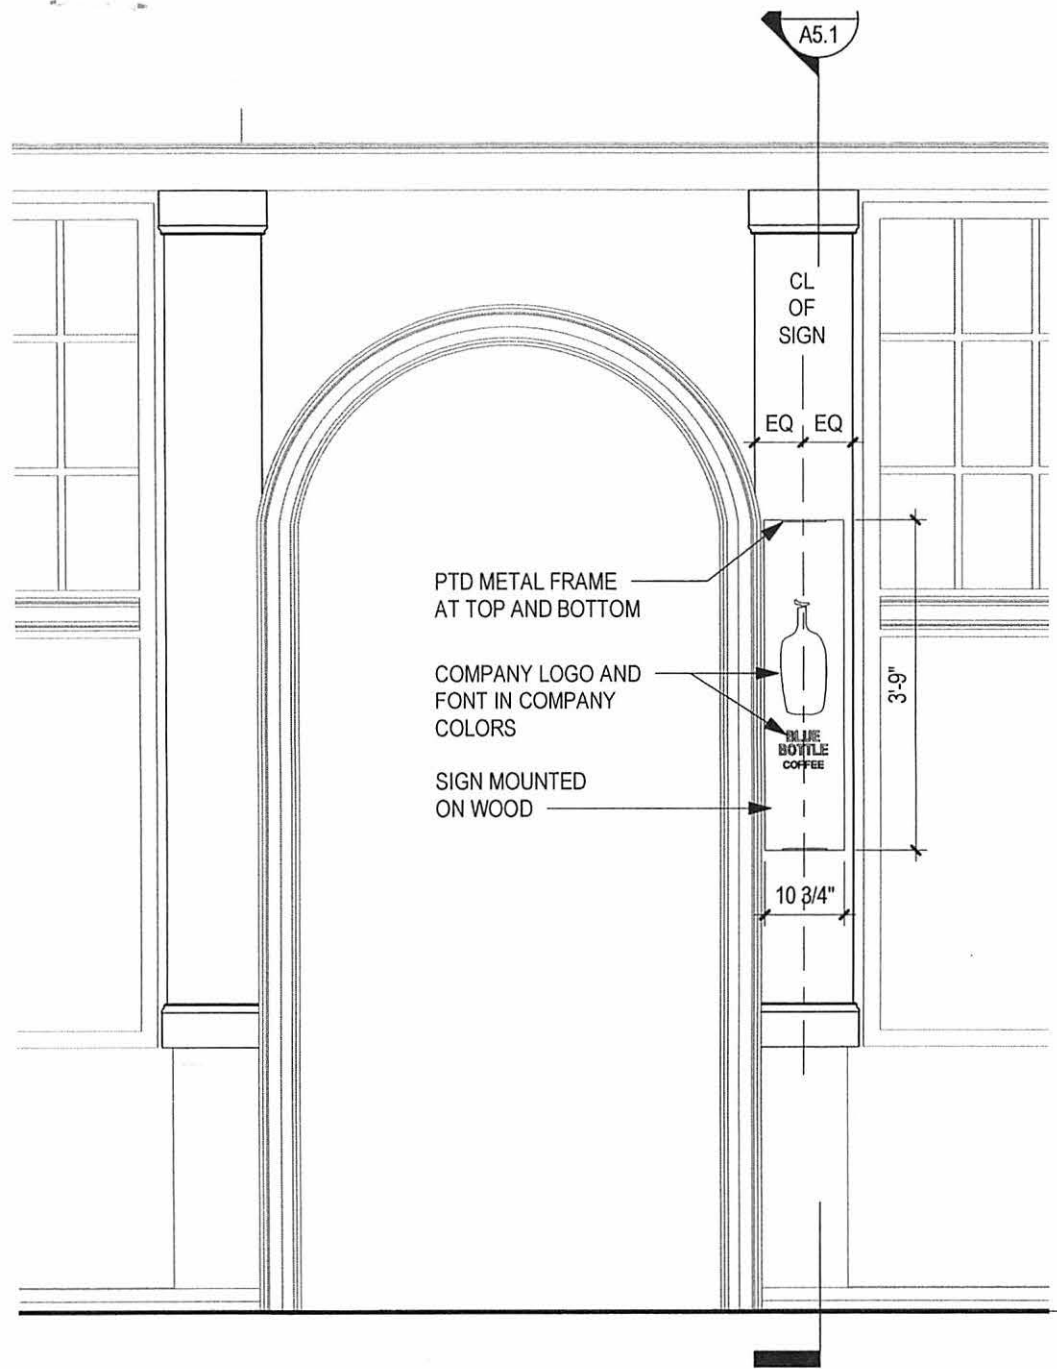 A5.1
CL
OF
SIGN
EQ EQ
PTD METAL FRAME
AT TOP AND BOTTOM
COMPANY LOGO AND
FONT IN COMPANY
COLORS
3'-9"
BLUE
BOTTLE
COFFEE
SIGN MOUNTED
ON WOOD
10 3/4"